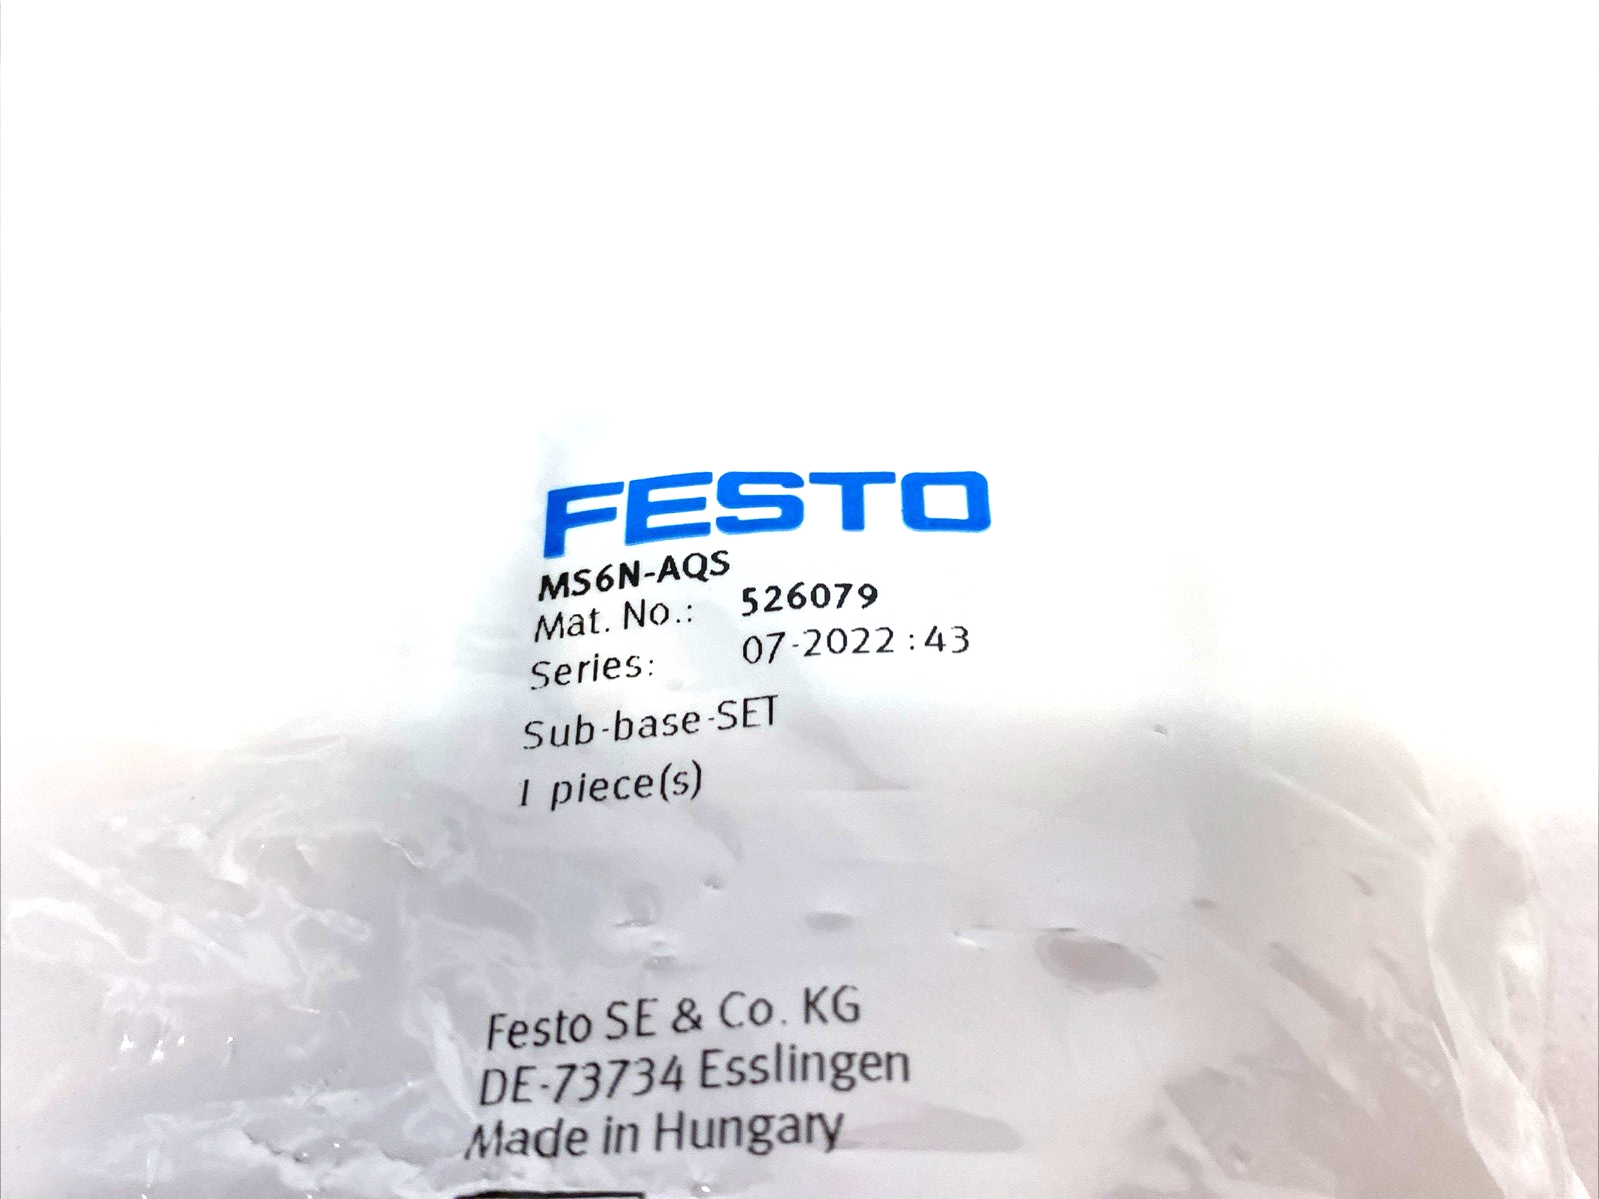 FESTO
MS6N-AQS
Mat. No.: 526079
Series: 07-2022 : 43
Sub-base-SET
1 piece(s)
Festo SE & Co. KG
DE-73734 Esslingen
Made in Hungary